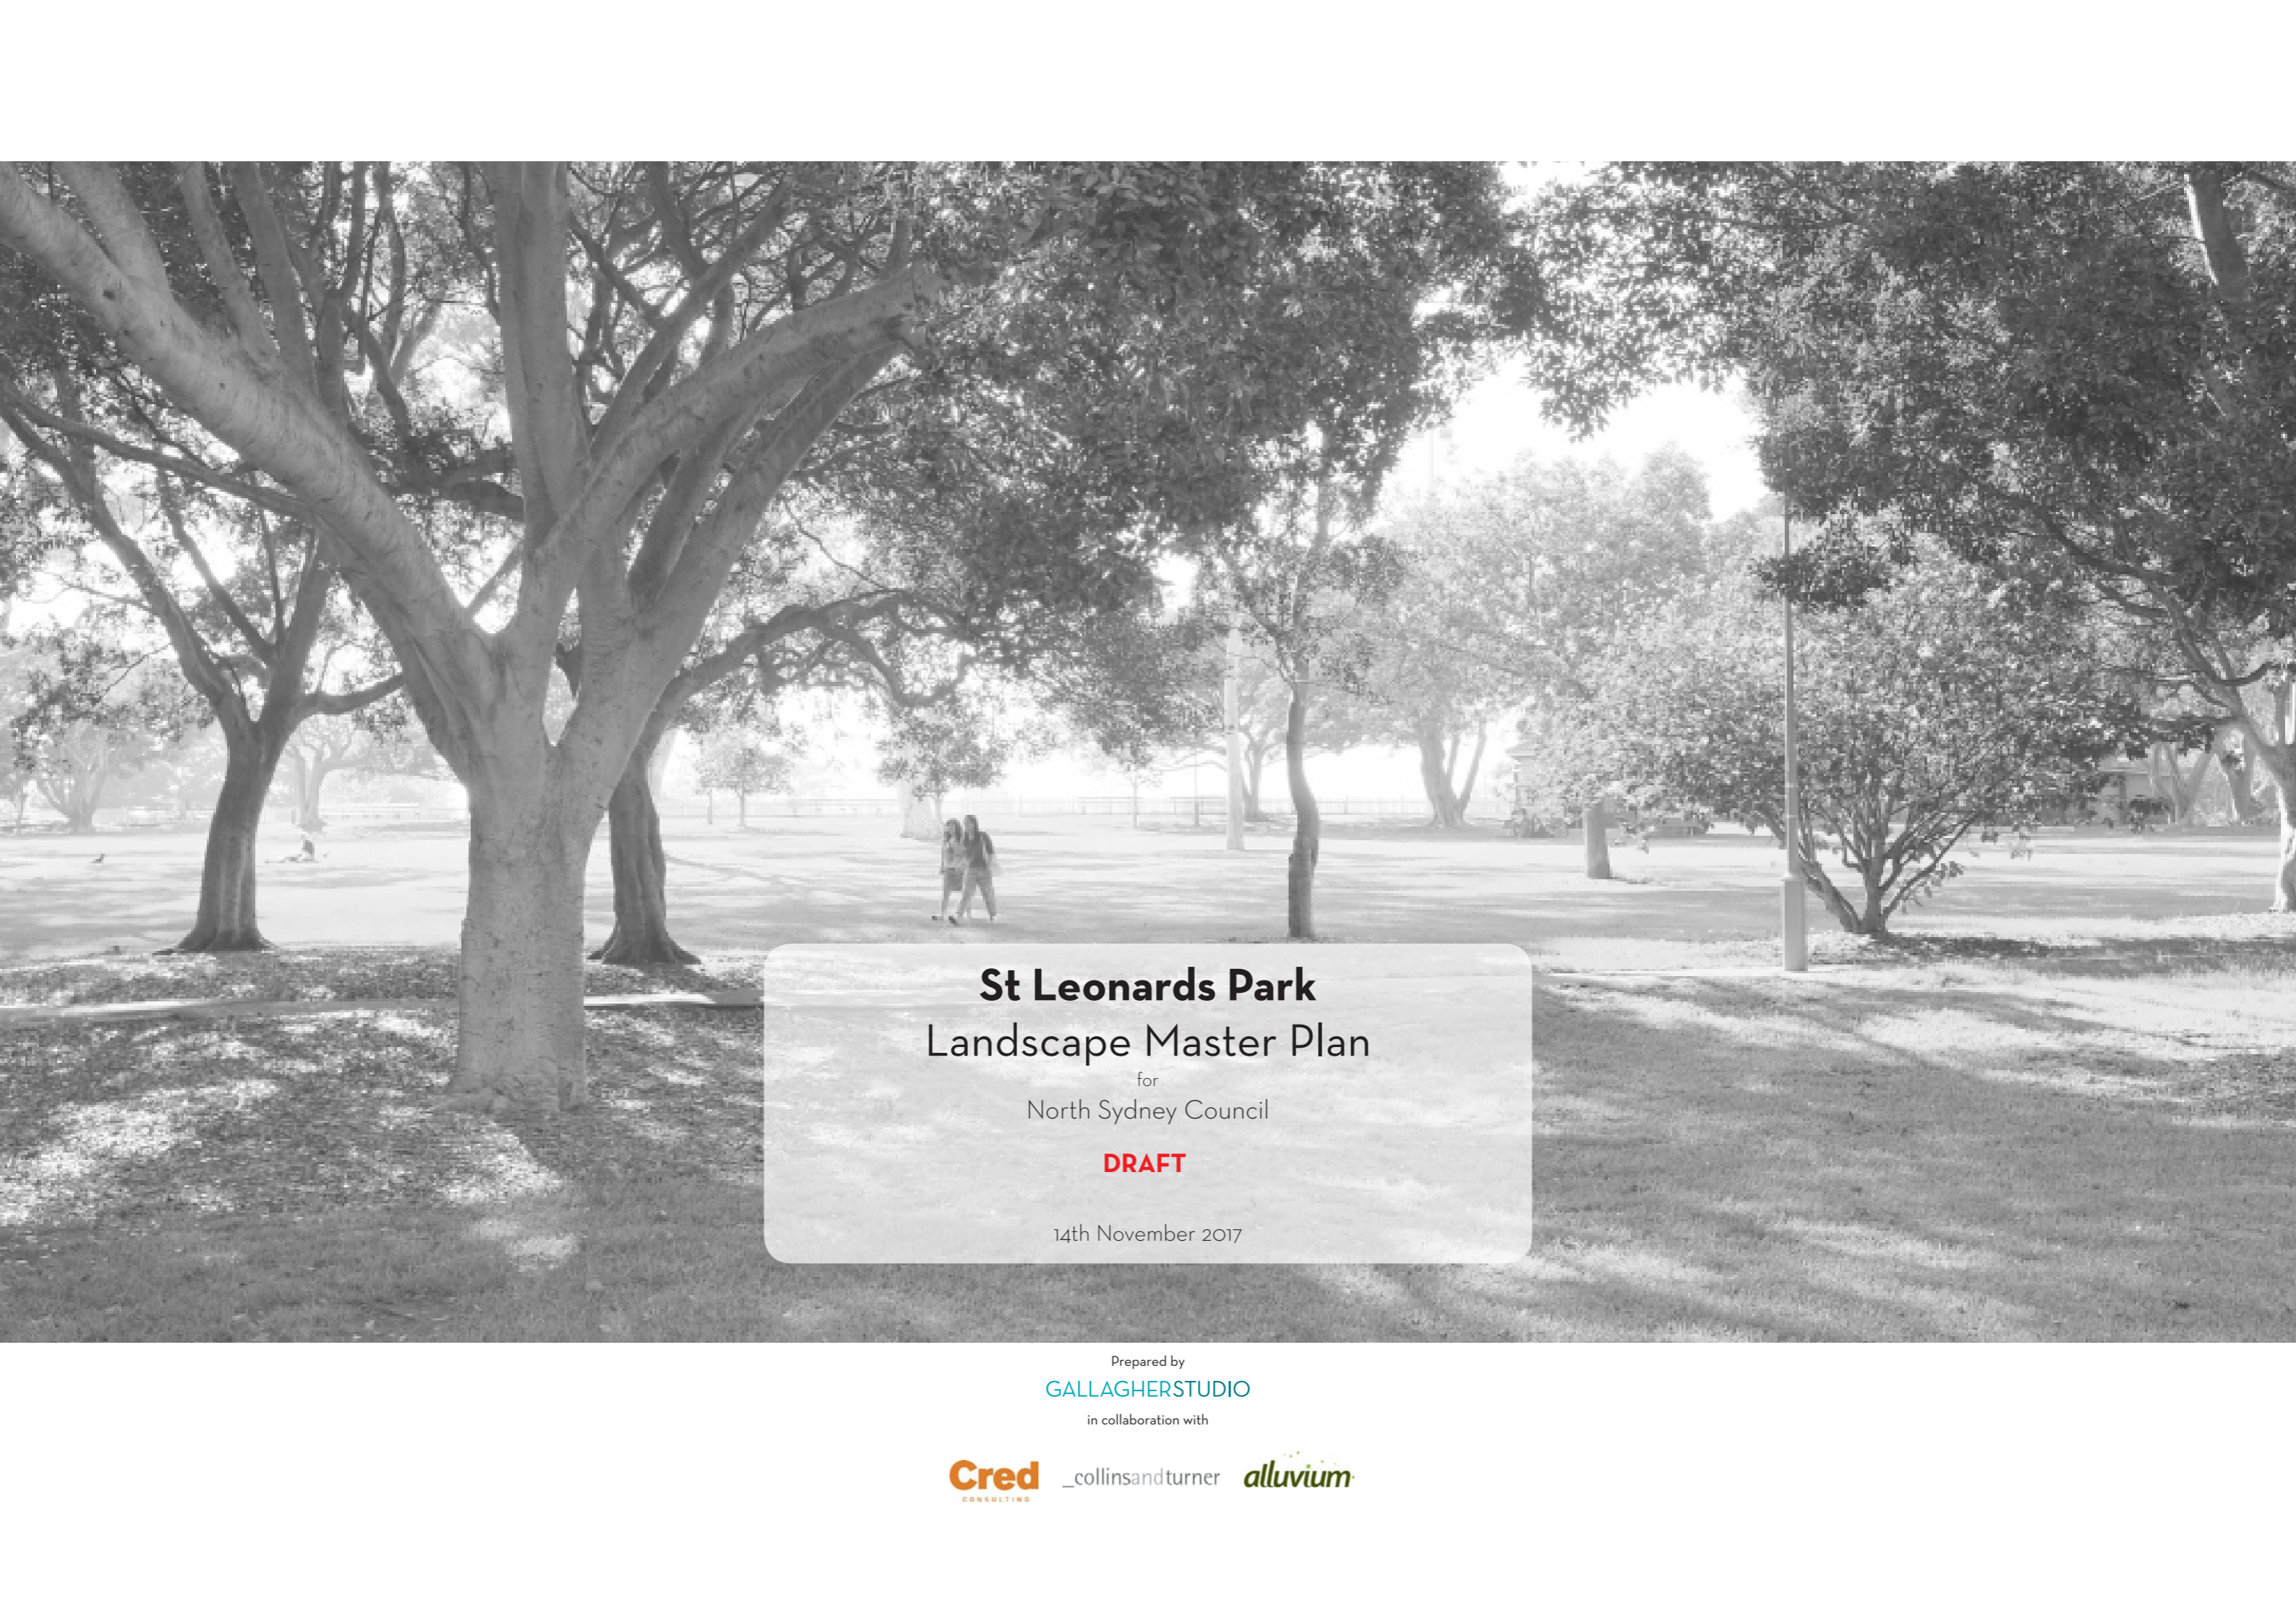 St Leonards Park
Landscape Master Plan
for
North Sydney Council
DRAFT
14th November 2017
Prepared by
GALLAGHERSTUDIO
in collaboration with
Cred
CONSULTING
_collinsandturner
alluvium